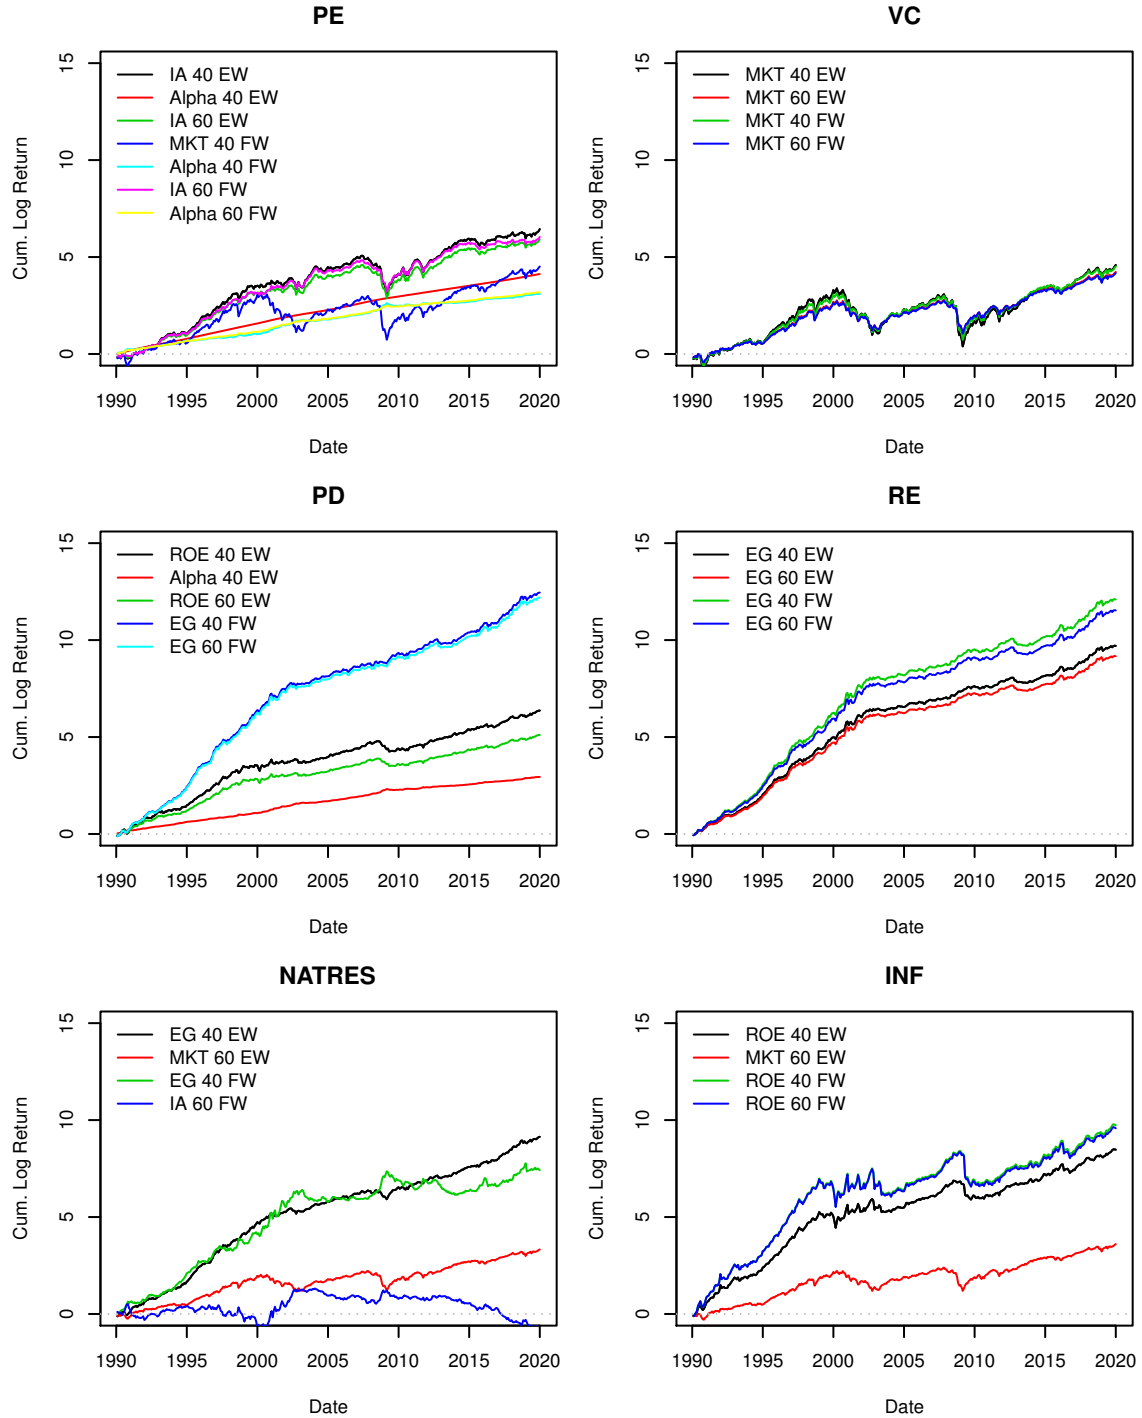 PE
Cum. Log Return
15
10
5
0
IA 40 EW
Alpha 40 EW
IA 60 EW
MKT 40 FW
Alpha 40 FW
IA 60 FW
Alpha 60 FW
1990 1995 2000 2005 2010 2015 2020
Date
VC
Cum. Log Return
15
10
5
0
MKT 40 EW
MKT 60 EW
MKT 40 FW
MKT 60 FW
1990 1995 2000 2005 2010 2015 2020
Date
PD
Cum. Log Return
15
10
5
0
ROE 40 EW
Alpha 40 EW
ROE 60 EW
EG 40 FW
EG 60 FW
1990 1995 2000 2005 2010 2015 2020
Date
RE
Cum. Log Return
15
10
5
0
EG 40 EW
EG 60 EW
EG 40 FW
EG 60 FW
1990 1995 2000 2005 2010 2015 2020
Date
NATRES
Cum. Log Return
15
10
5
0
EG 40 EW
MKT 60 EW
EG 40 FW
IA 60 FW
1990 1995 2000 2005 2010 2015 2020
Date
INF
Cum. Log Return
15
10
5
0
ROE 40 EW
MKT 60 EW
ROE 40 FW
ROE 60 FW
1990 1995 2000 2005 2010 2015 2020
Date